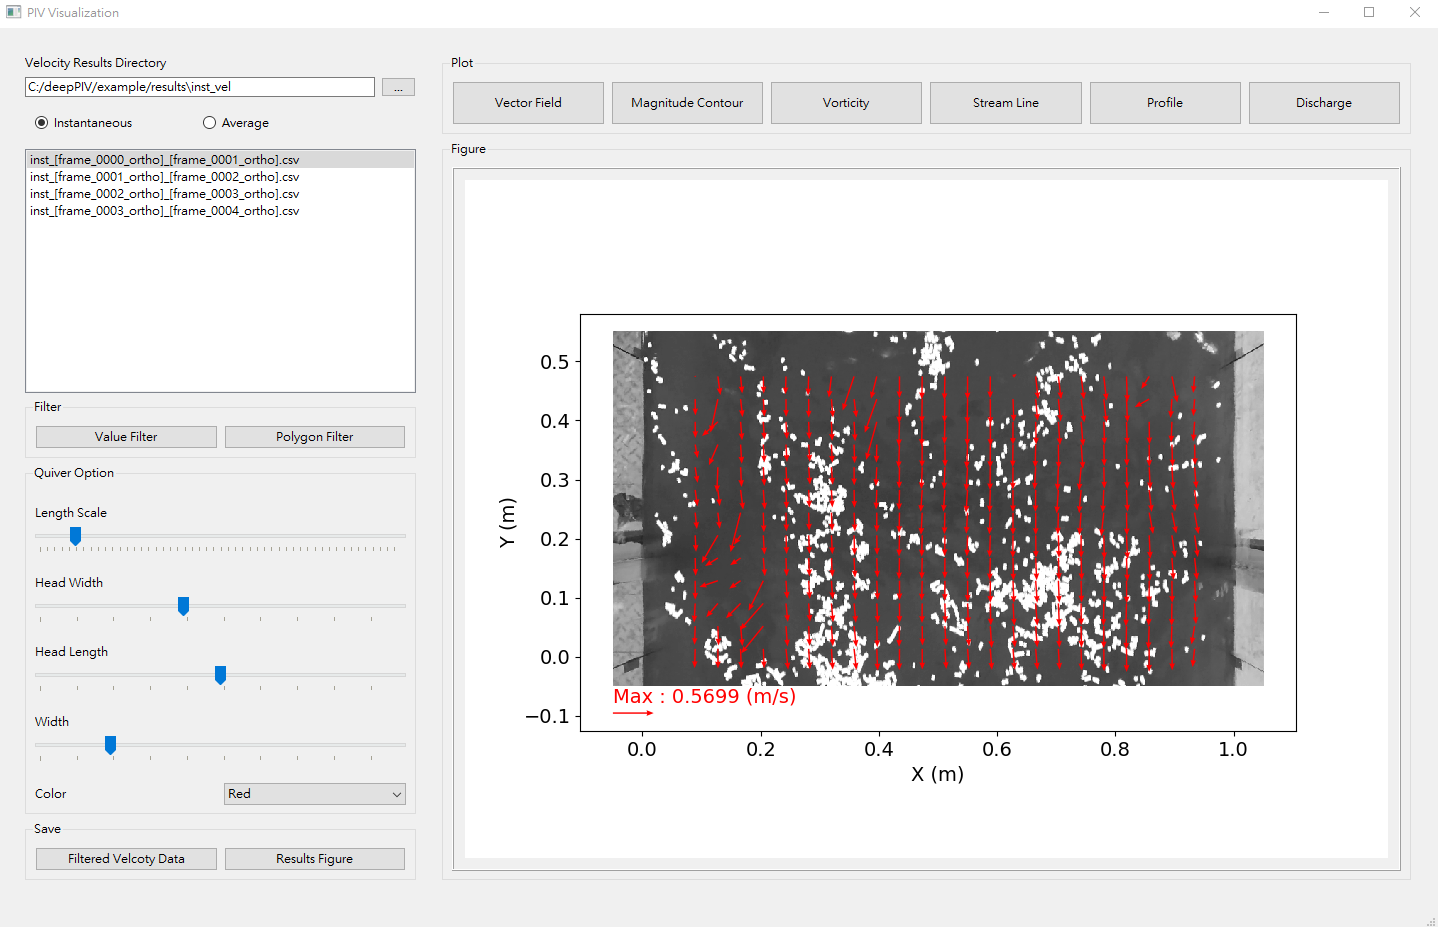 PIV Visualization
Velocity Results Directory
C:/deepPIV/example/results\inst_vel
...
Instantaneous
Average
inst_[frame_0000_ortho]_[frame_0001_ortho].csv
inst_[frame_0001_ortho]_[frame_0002_ortho].csv
inst_[frame_0002_ortho]_[frame_0003_ortho].csv
inst_[frame_0003_ortho]_[frame_0004_ortho].csv
Filter
Value Filter
Polygon Filter
Quiver Option
Length Scale
Head Width
Head Length
Width
Color
Red
Save
Filtered Velcoty Data
Results Figure
Plot
Vector Field
Magnitude Contour
Vorticity
Stream Line
Profile
Discharge
Figure
0.5
0.4
0.3
0.2
0.1
0.0
−0.1
Y (m)
Max : 0.5699 (m/s)
0.0
0.2
0.4
0.6
0.8
1.0
X (m)